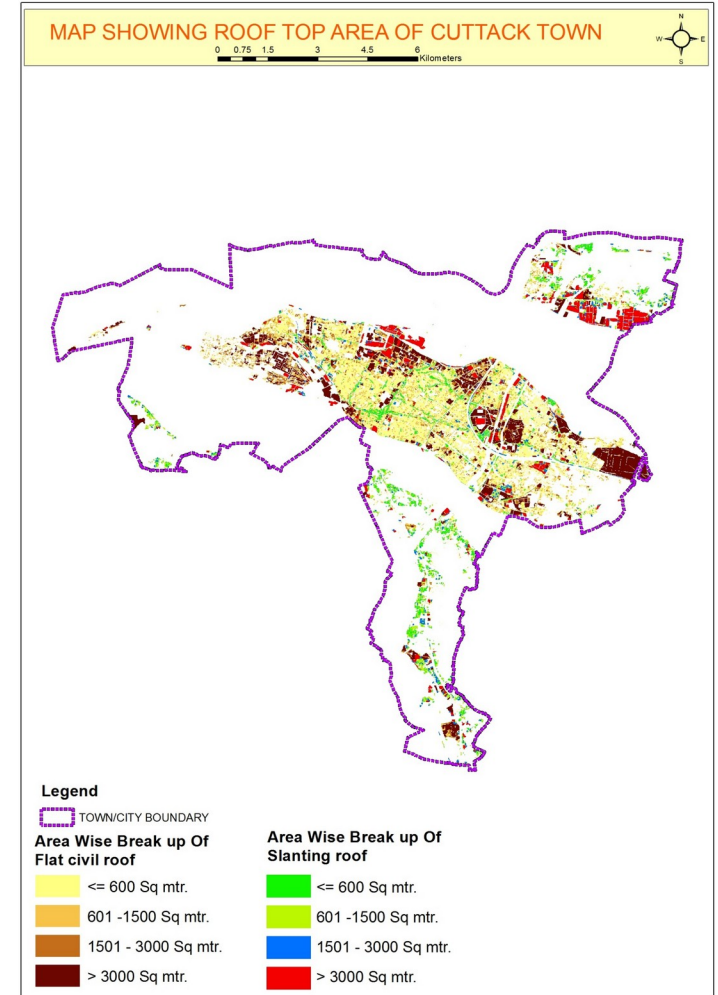 MAP SHOWING ROOF TOP AREA OF CUTTACK TOWN
N
W E
S
0 0.75 1.5 3 4.5 6
Kilometers
Legend
TOWN/CITY BOUNDARY
Area Wise Break up Of
Flat civil roof
<= 600 Sq mtr.
601 -1500 Sq mtr.
1501 - 3000 Sq mtr.
> 3000 Sq mtr.
Area Wise Break up Of
Slanting roof
<= 600 Sq mtr.
601 -1500 Sq mtr.
1501 - 3000 Sq mtr.
> 3000 Sq mtr.